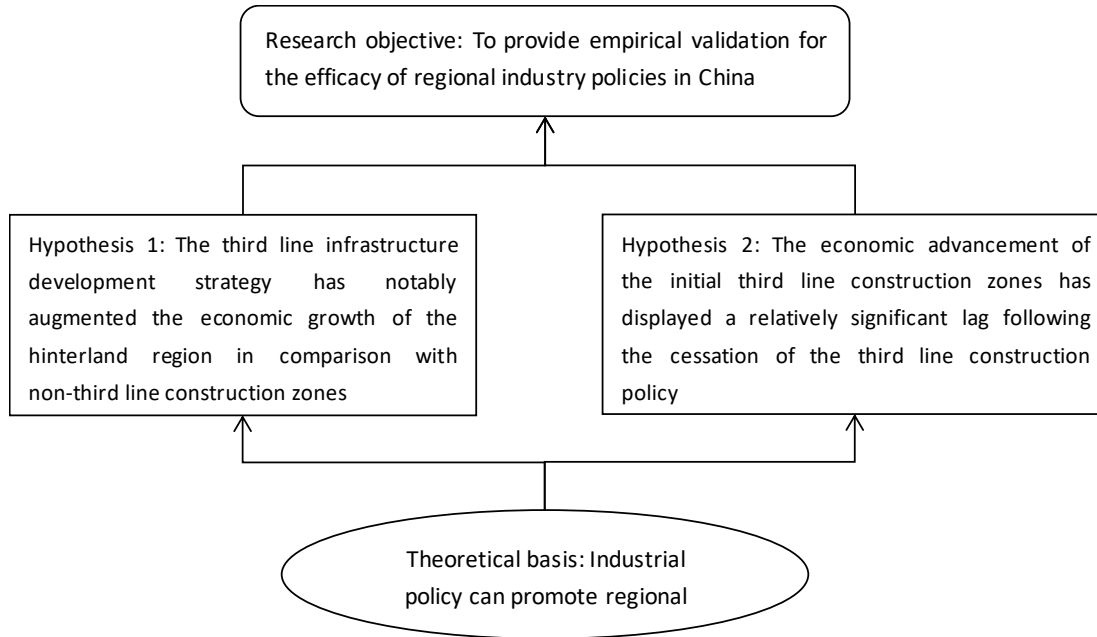 Research objective: To provide empirical validation for
the efficacy of regional industry policies in China
Hypothesis 1: The third line infrastructure
development strategy has notably
augmented the economic growth of the
hinterland region in comparison with
non-third line construction zones
Hypothesis 2: The economic advancement of
the initial third line construction zones has
displayed a relatively significant lag following
the cessation of the third line construction
policy
Theoretical basis: Industrial
policy can promote regional